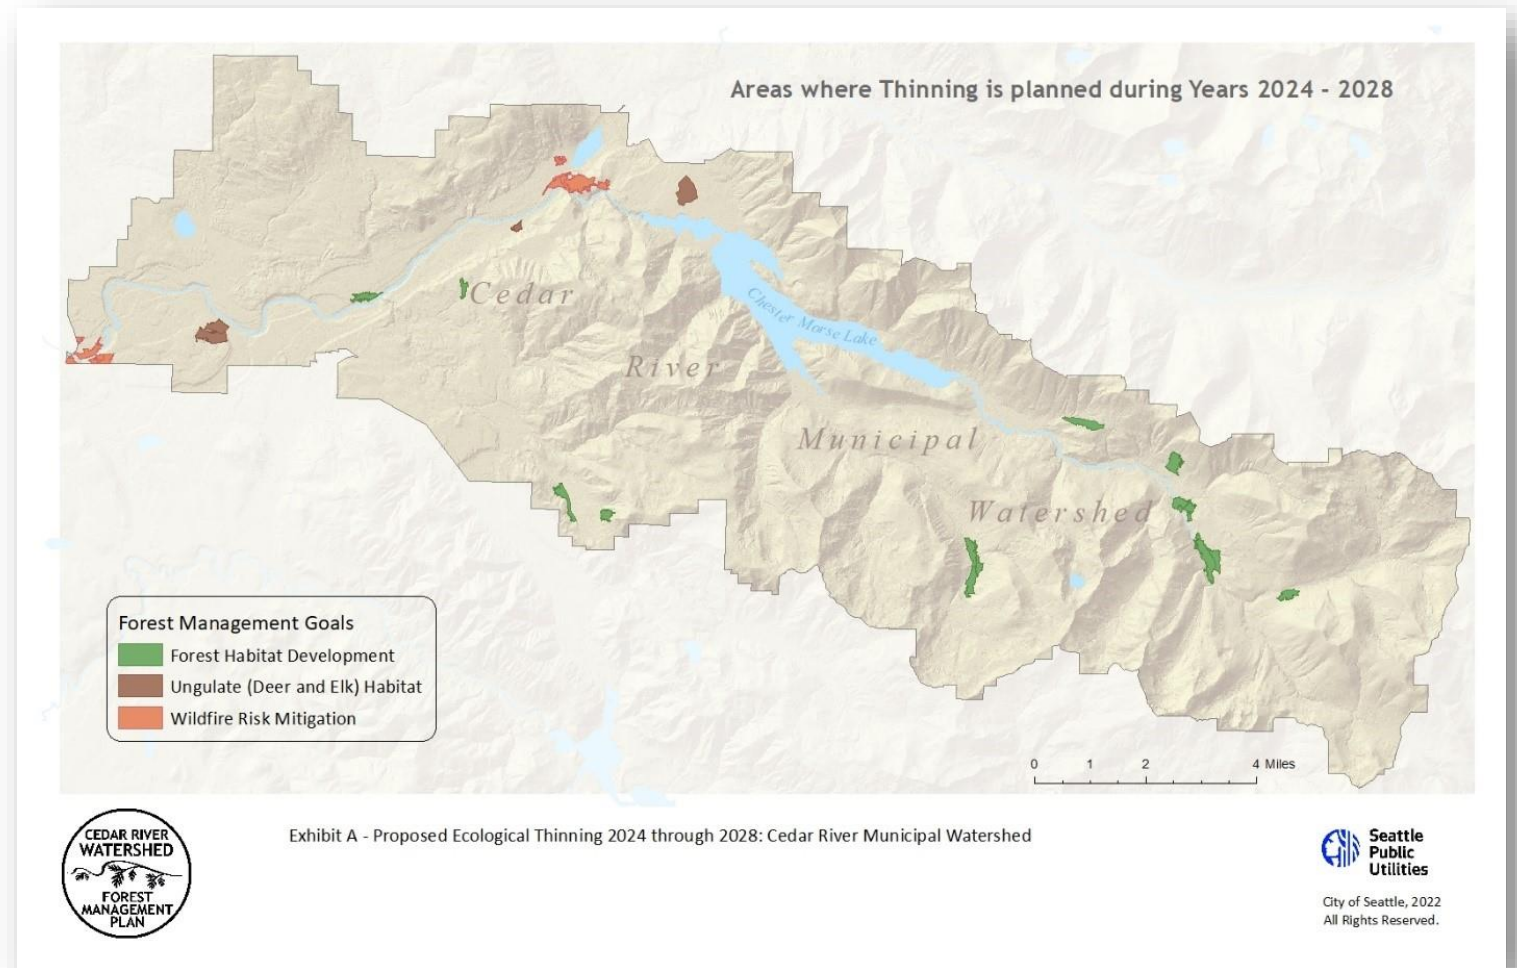 Areas where Thinning is planned during Years 2024 - 2028
Cedar
River
Chester Morse Lake
Municipal
Watershed
Forest Management Goals
Forest Habitat Development
Ungulate (Deer and Elk) Habitat
Wildfire Risk Mitigation
0 1 2 4 Miles
CEDAR RIVER
WATERSHED
FOREST
MANAGEMENT
PLAN
Exhibit A - Proposed Ecological Thinning 2024 through 2028: Cedar River Municipal Watershed
Seattle
Public
Utilities
City of Seattle, 2022
All Rights Reserved.